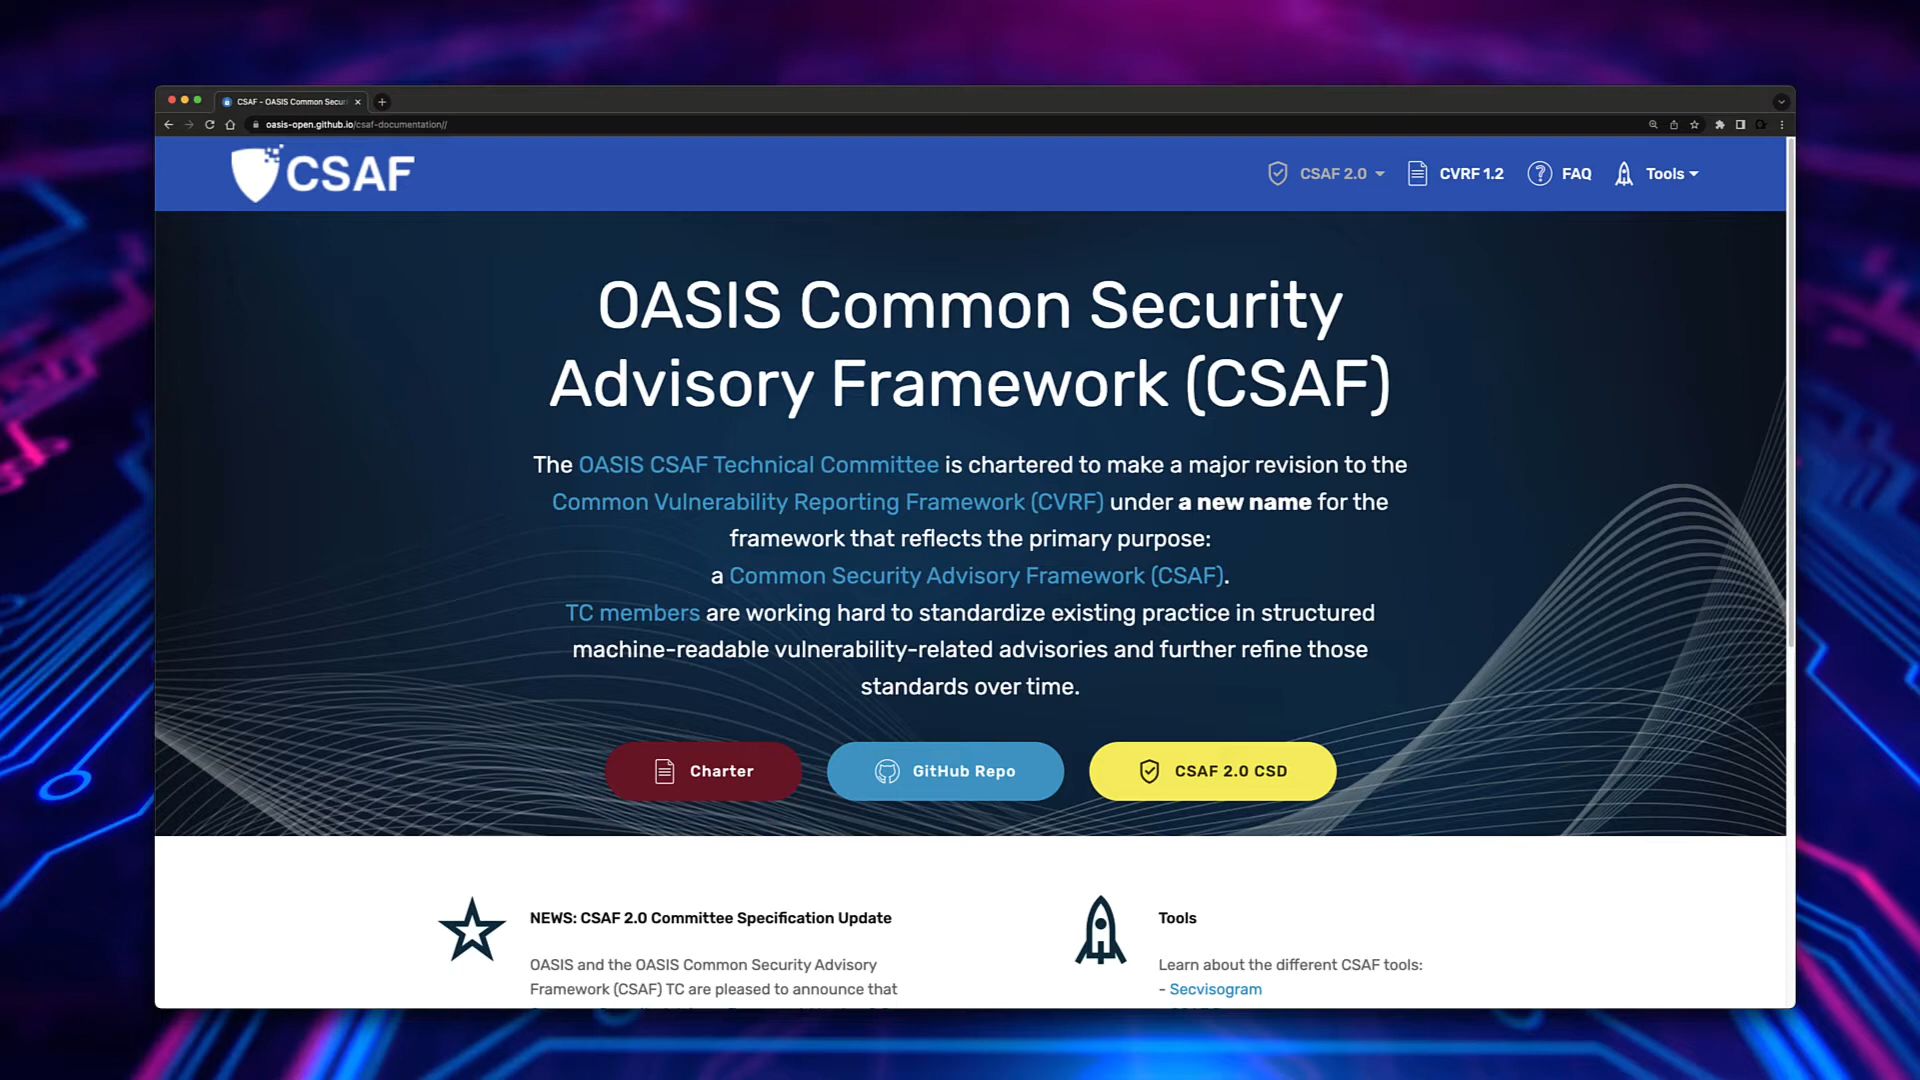 CSAF - OASIS Common Secur
oasis-open.github.io/csaf-documentation//
CSAF
CSAF 2.0
CVRF 1.2
FAQ
Tools
OASIS Common Security
Advisory Framework (CSAF)
The OASIS CSAF Technical Committee is chartered to make a major revision to the
Common Vulnerability Reporting Framework (CVRF) under a new name for the
framework that reflects the primary purpose:
a Common Security Advisory Framework (CSAF).
TC members are working hard to standardize existing practice in structured
machine-readable vulnerability-related advisories and further refine those
standards over time.
Charter
GitHub Repo
CSAF 2.0 CSD
NEWS: CSAF 2.0 Committee Specification Update
OASIS and the OASIS Common Security Advisory
Framework (CSAF) TC are pleased to announce that
Tools
Learn about the different CSAF tools:
- Secvisogram